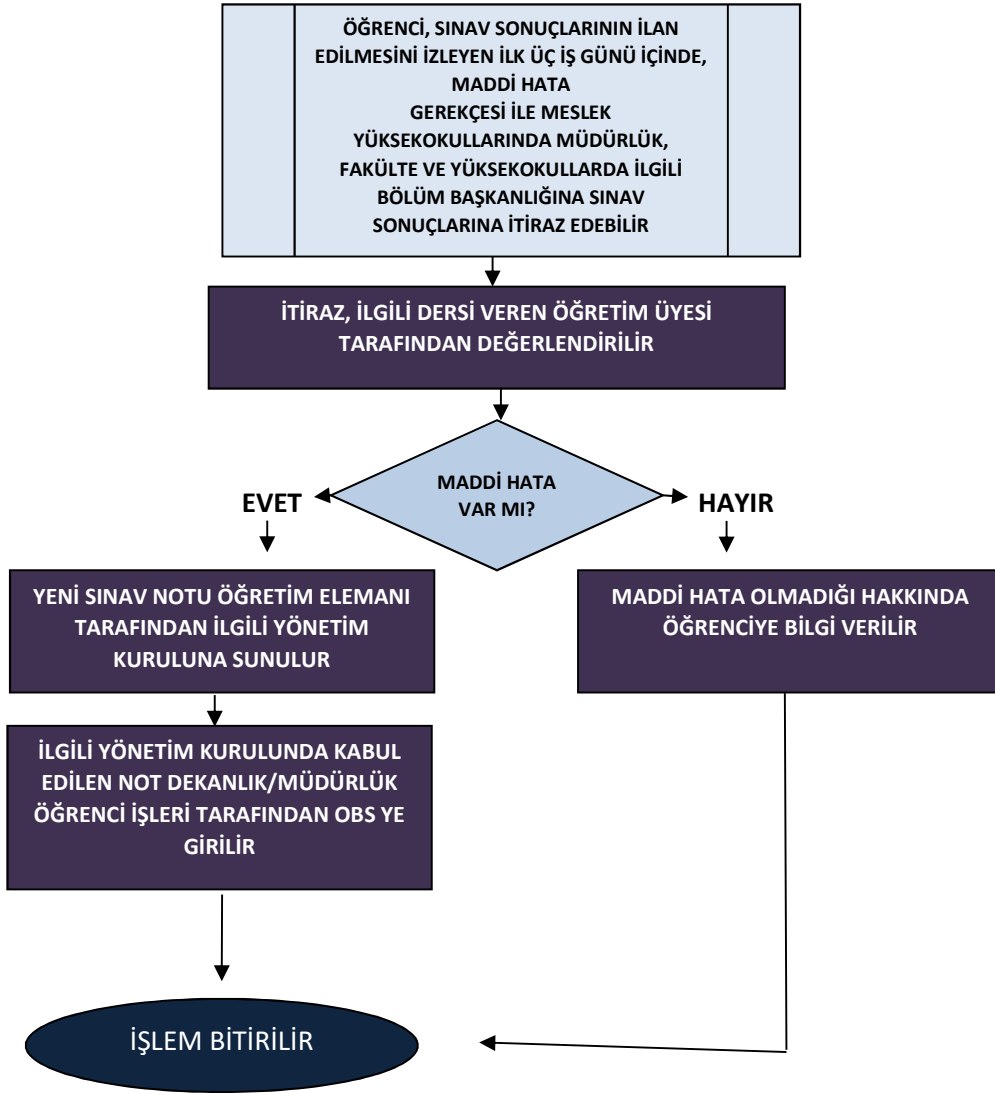 ÖĞRENCİ, SINAV SONUÇLARININ İLAN
EDİLMESİNİ İZLEYEN İLK ÜÇ İŞ GÜNÜ İÇİNDE,
MADDİ HATA
GEREKÇESİ İLE MESLEK
YÜKSEKOKULLARINDA MÜDÜRLÜK,
FAKÜLTE VE YÜKSEKOKULLARDA İLGİLİ
BÖLÜM BAŞKANLIĞINA SINAV
SONUÇLARINA İTİRAZ EDEBİLİR
İTİRAZ, İLGİLİ DERSİ VEREN ÖĞRETİM ÜYESİ
TARAFINDAN DEĞERLENDİRİLİR
MADDİ HATA
VAR MI?
EVET
HAYIR
YENİ SINAV NOTU ÖĞRETİM ELEMANI
TARAFINDAN İLGİLİ YÖNETİM
KURULUNA SUNULUR
MADDİ HATA OLMADIĞI HAKKINDA
ÖĞRENCİYE BİLGİ VERİLİR
İLGİLİ YÖNETİM KURULUNDA KABUL
EDİLEN NOT DEKANLIK/MÜDÜRLÜK
ÖĞRENCİ İŞLERİ TARAFINDAN OBS YE
GİRİLİR
İŞLEM BİTİRİLİR